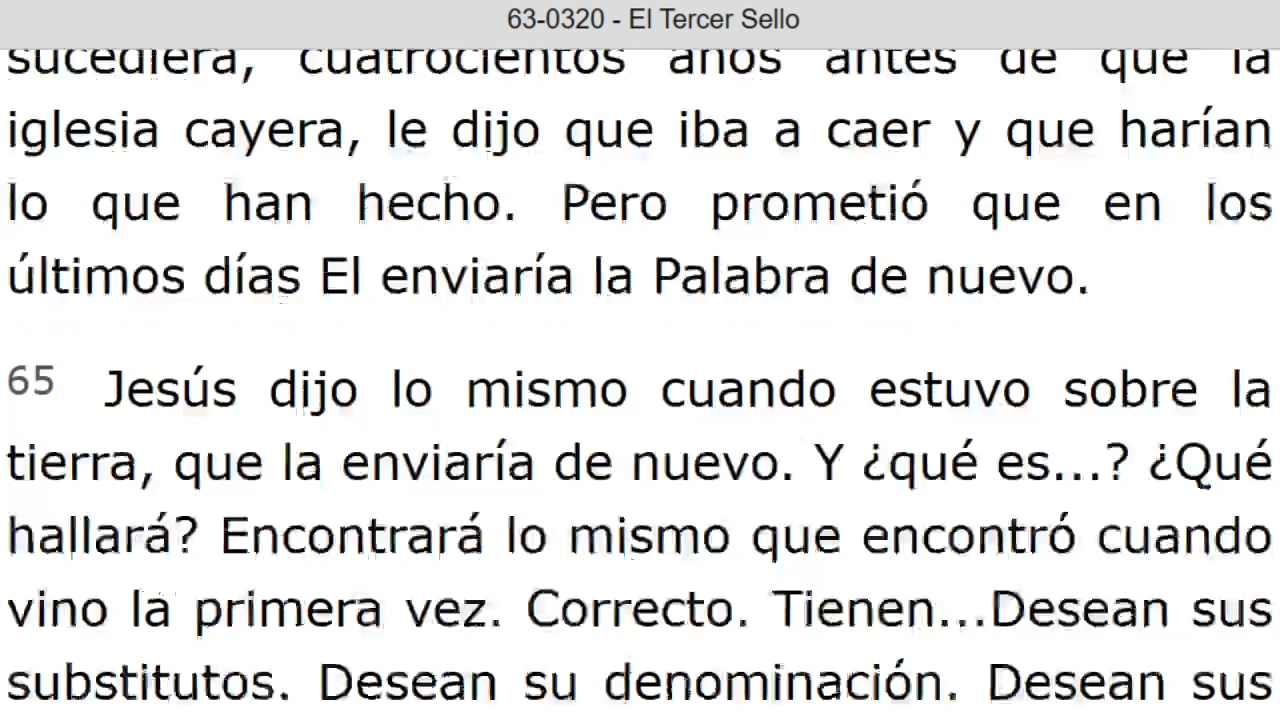 63-0320 - El Tercer Sello
sucediera, cuatrocientos años antes de que la
iglesia cayera, le dijo que iba a caer y que harían
lo que han hecho. Pero prometió que en los
últimos días El enviaría la Palabra de nuevo.
65 Jesús dijo lo mismo cuando estuvo sobre la
tierra, que la enviaría de nuevo. Y ¿qué es...? ¿Qué
hallará? Encontrará lo mismo que encontró cuando
vino la primera vez. Correcto. Tienen...Desean sus
substitutos. Desean su denominación. Desean sus